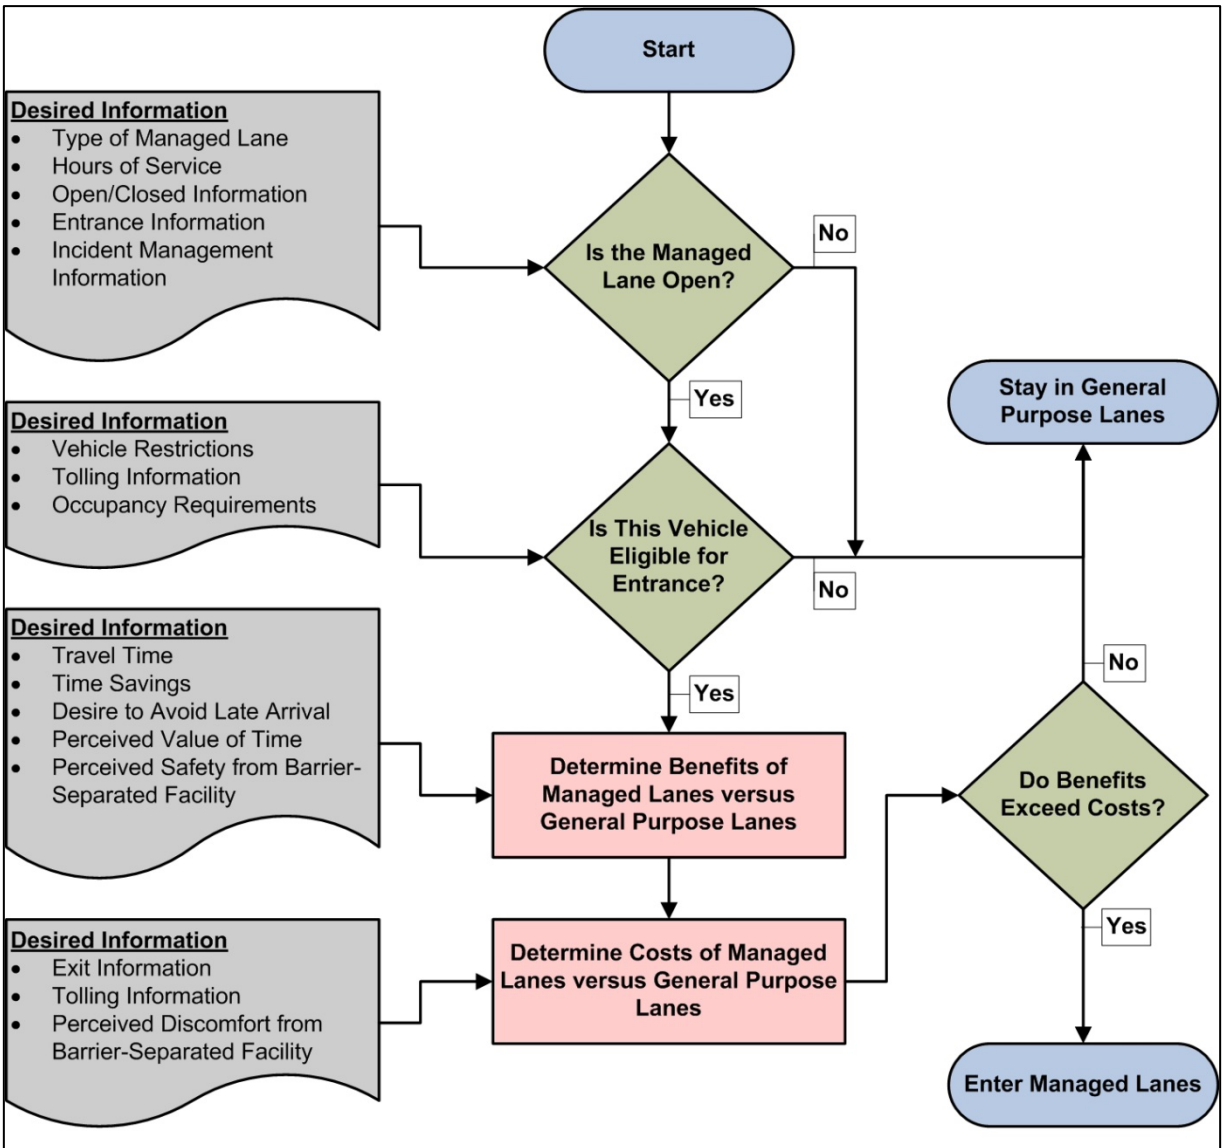 Start
Desired Information
• Type of Managed Lane
• Hours of Service
• Open/Closed Information
• Entrance Information
• Incident Management
Information
Is the Managed
Lane Open?
No
Yes
Stay in General
Purpose Lanes
Desired Information
• Vehicle Restrictions
• Tolling Information
• Occupancy Requirements
Is This Vehicle
Eligible for
Entrance?
No
Yes
Desired Information
• Travel Time
• Time Savings
• Desire to Avoid Late Arrival
• Perceived Value of Time
• Perceived Safety from Barrier-
Separated Facility
Determine Benefits of
Managed Lanes versus
General Purpose Lanes
No
Do Benefits
Exceed Costs?
Yes
Desired Information
• Exit Information
• Tolling Information
• Perceived Discomfort from
Barrier-Separated Facility
Determine Costs of Managed
Lanes versus General Purpose
Lanes
Enter Managed Lanes